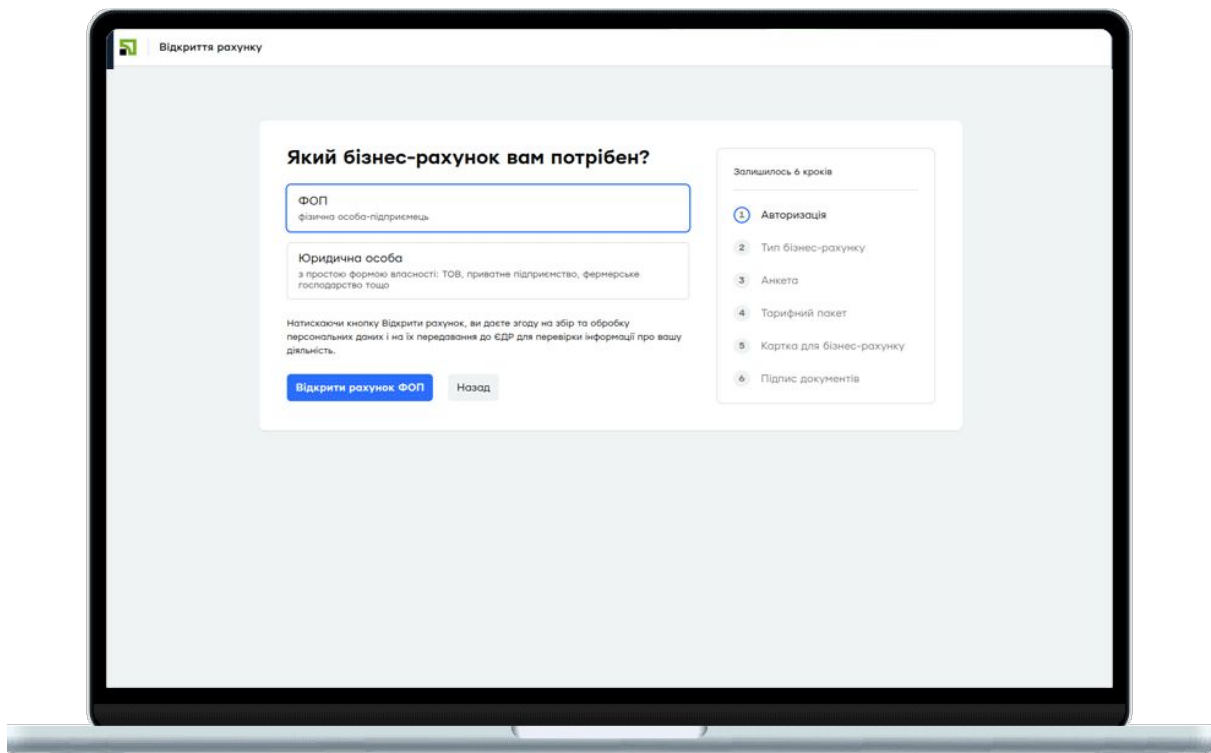 Відкриття рахунку
Який бізнес-рахунок вам потрібен?
ФОП
фізична особа-підприємець
Юридична особа
з простою формою власності: ТОВ, приватне підприємство, фермерське
господарство тощо
Натискаючи кнопку Відкрити рахунок, ви даєте згоду на збір та обробку
персональних даних і на їх передавання до ЄДР для перевірки інформації про вашу
діяльність.
Відкрити рахунок ФОП
Назад
Залишилось 6 кроків
1 Авторизація
2 Тип бізнес-рахунку
3 Анкета
4 Тарифний пакет
5 Картка для бізнес-рахунку
6 Підпис документів